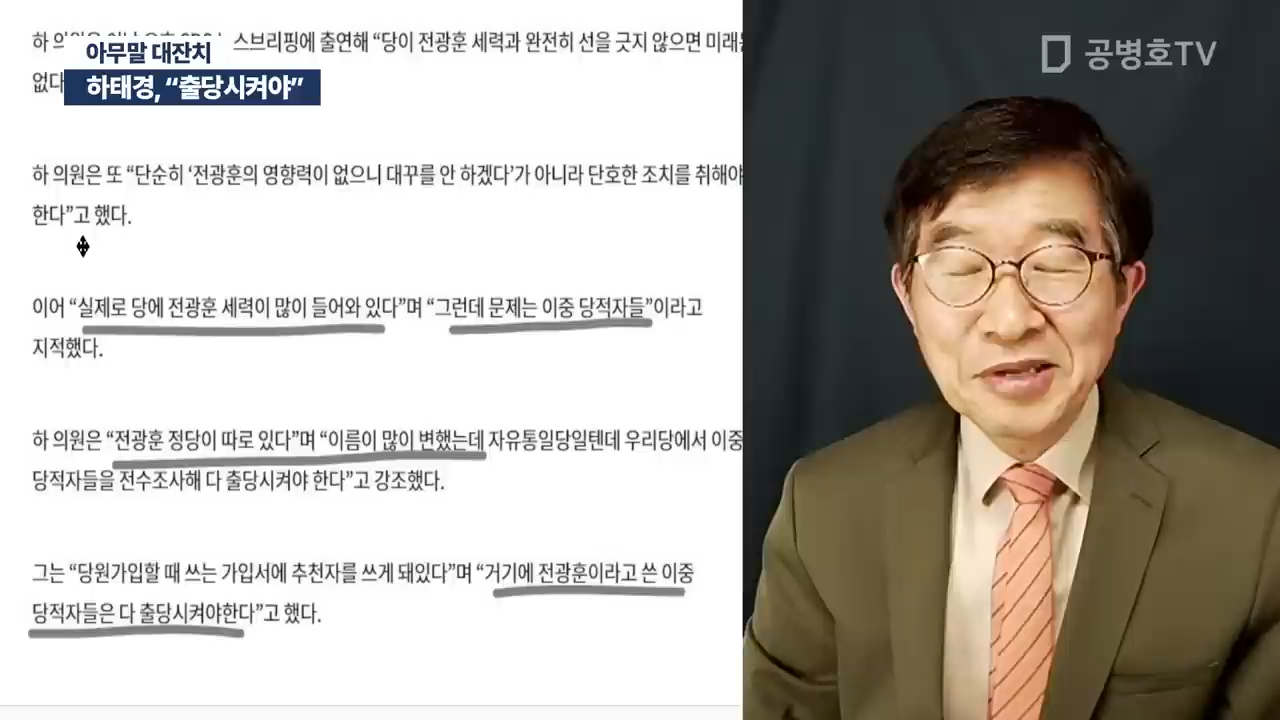 아무말 대잔치
하태경, “출당시켜야”
공병호TV
스브리핑에 출연해 “당이 전광훈 세력과 완전히 선을 긋지 않으면 미래
없다
하 의원은 또 “단순히 ‘전광훈의 영향력이 없으니 대꾸를 안 하겠다’가 아니라 단호한 조치를 취해야
한다”고 했다.
이어 “실제로 당에 전광훈 세력이 많이 들어와 있다”며 “그런데 문제는 이중 당적자들”이라고
지적했다.
하 의원은 “전광훈 정당이 따로 있다”며 “이름이 많이 변했는데 자유통일당일텐데 우리당에서 이중
당적자들을 전수조사해 다 출당시켜야 한다”고 강조했다.
그는 “당원가입할 때 쓰는 가입서에 추천자를 쓰게 돼있다”며 “거기에 전광훈이라고 쓴 이중
당적자들은 다 출당시켜야한다”고 했다.